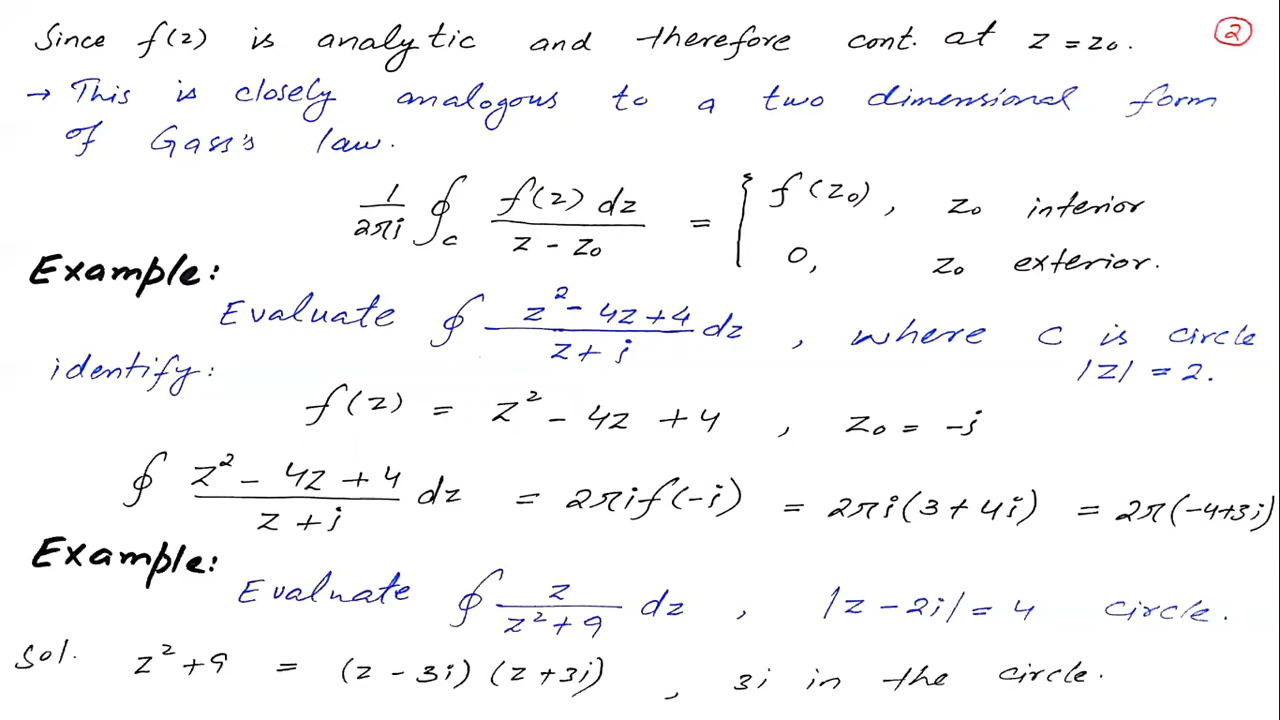 Since f(z) is analytic and therefore cont. at z = z₀. ②
→ This is closely analogous to a two dimensional form
of Gass's law.
1/2πi ∮_c f(z) dz / z - z₀ = { f(z₀), z₀ interior
0, z₀ exterior.
Example:
Evaluate ∮ z² - 4z + 4 / z + i dz , where C is circle
|z| = 2.
identify:
f(z) = z² - 4z + 4 , z₀ = -i
∮ z² - 4z + 4 / z + i dz = 2πi f(-i) = 2πi(3 + 4i) = 2π(-4+3i)
Example:
Evaluate ∮ z / z² + 9 dz , |z - 2i| = 4 circle.
Sol. z² + 9 = (z - 3i) (z + 3i) , 3i in the circle.